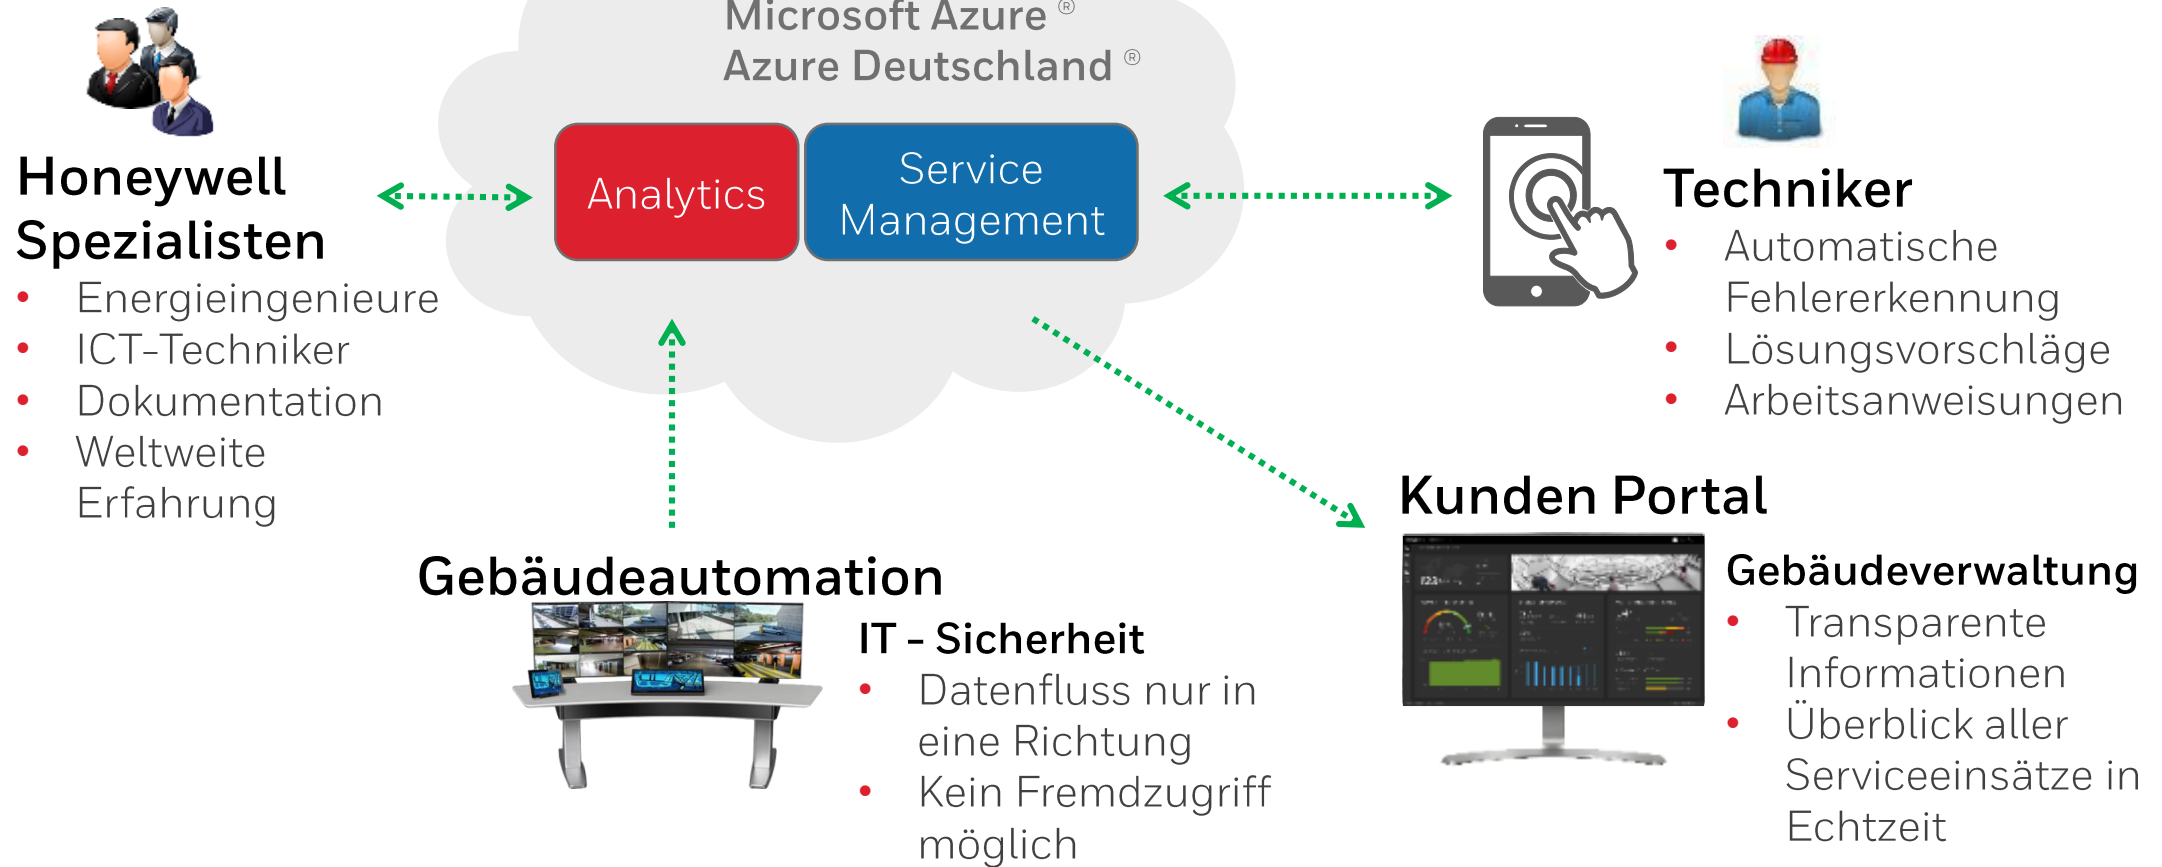 Microsoft Azure ®
Azure Deutschland ®
Analytics
Service
Management
Honeywell
Spezialisten
• Energieingenieure
• ICT-Techniker
• Dokumentation
• Weltweite
Erfahrung
Techniker
• Automatische
Fehlererkennung
• Lösungsvorschläge
• Arbeitsanweisungen
Gebäudeautomation
IT - Sicherheit
• Datenfluss nur in
eine Richtung
• Kein Fremdzugriff
möglich
Kunden Portal
Gebäudeverwaltung
• Transparente
Informationen
• Überblick aller
Serviceeinsätze in
Echtzeit